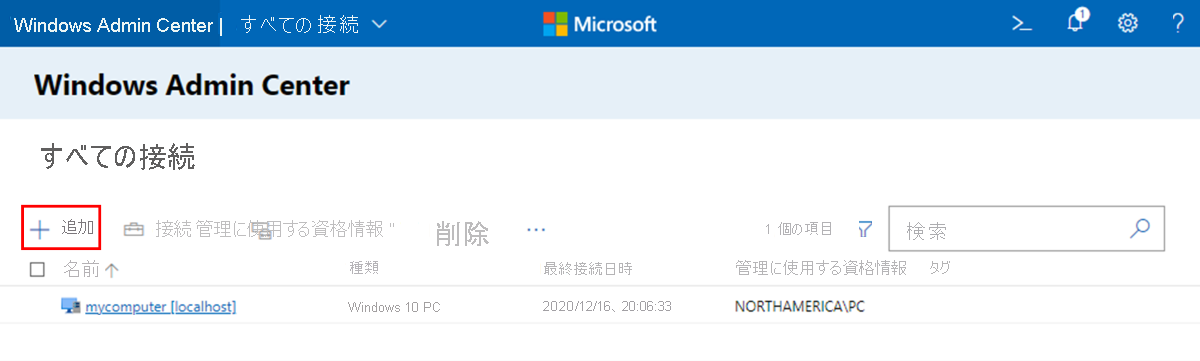 Windows Admin Center | すべての接続 Microsoft 1 ?
Windows Admin Center
すべての接続
追加 接続 管理に使用する資格情報 " 削除 ... 1 個の項目 検索
名前 種類 最終接続日時 管理に使用する資格情報 タグ
mycomputer [localhost] Windows 10 PC 2020/12/16、20:06:33 NORTHAMERICA\PC